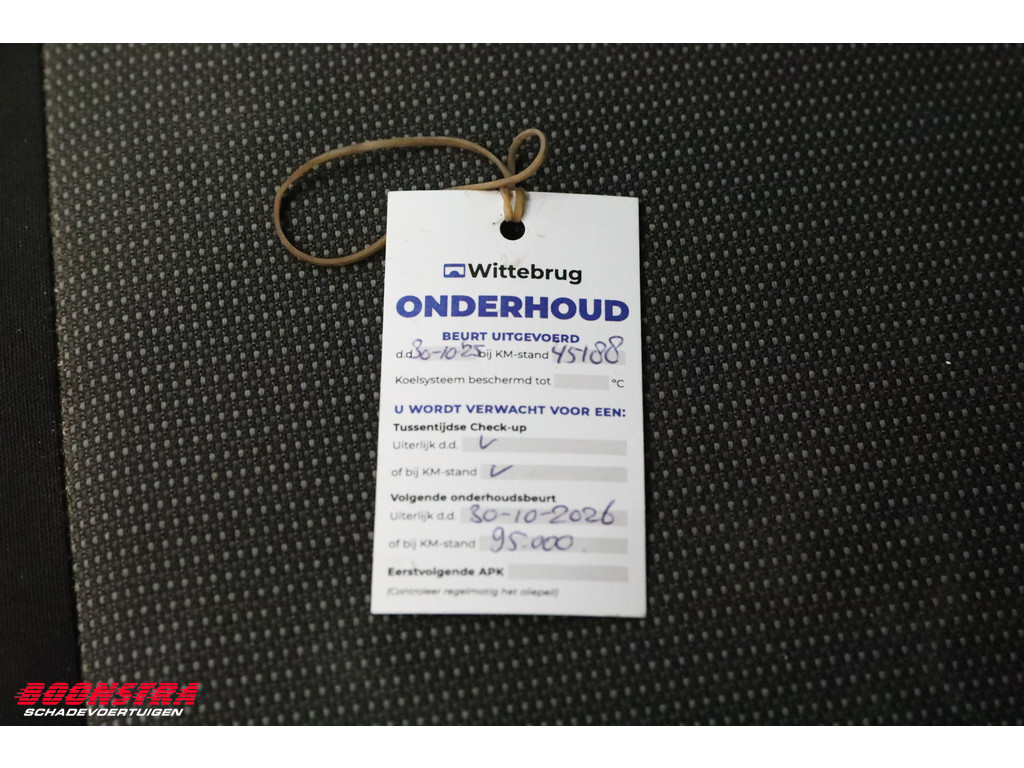 Wittebrug
ONDERHOUD
BEURT UITGEVOERD
d.d. 30-10-25 bij KM-stand 45188
Koelsysteem beschermd tot °C
U WORDT VERWACHT VOOR EEN:
Tussentijdse Check-up
Uiterlijk d.d. ✓
of bij KM-stand ✓
Volgende onderhoudsbeurt
Uiterlijk d.d. 30-10-2026
of bij KM-stand 95.000
Eerstvolgende APK
(Controleer regelmatig het oliepeil)
BOONSTRA
SCHADEVOERTUIGEN